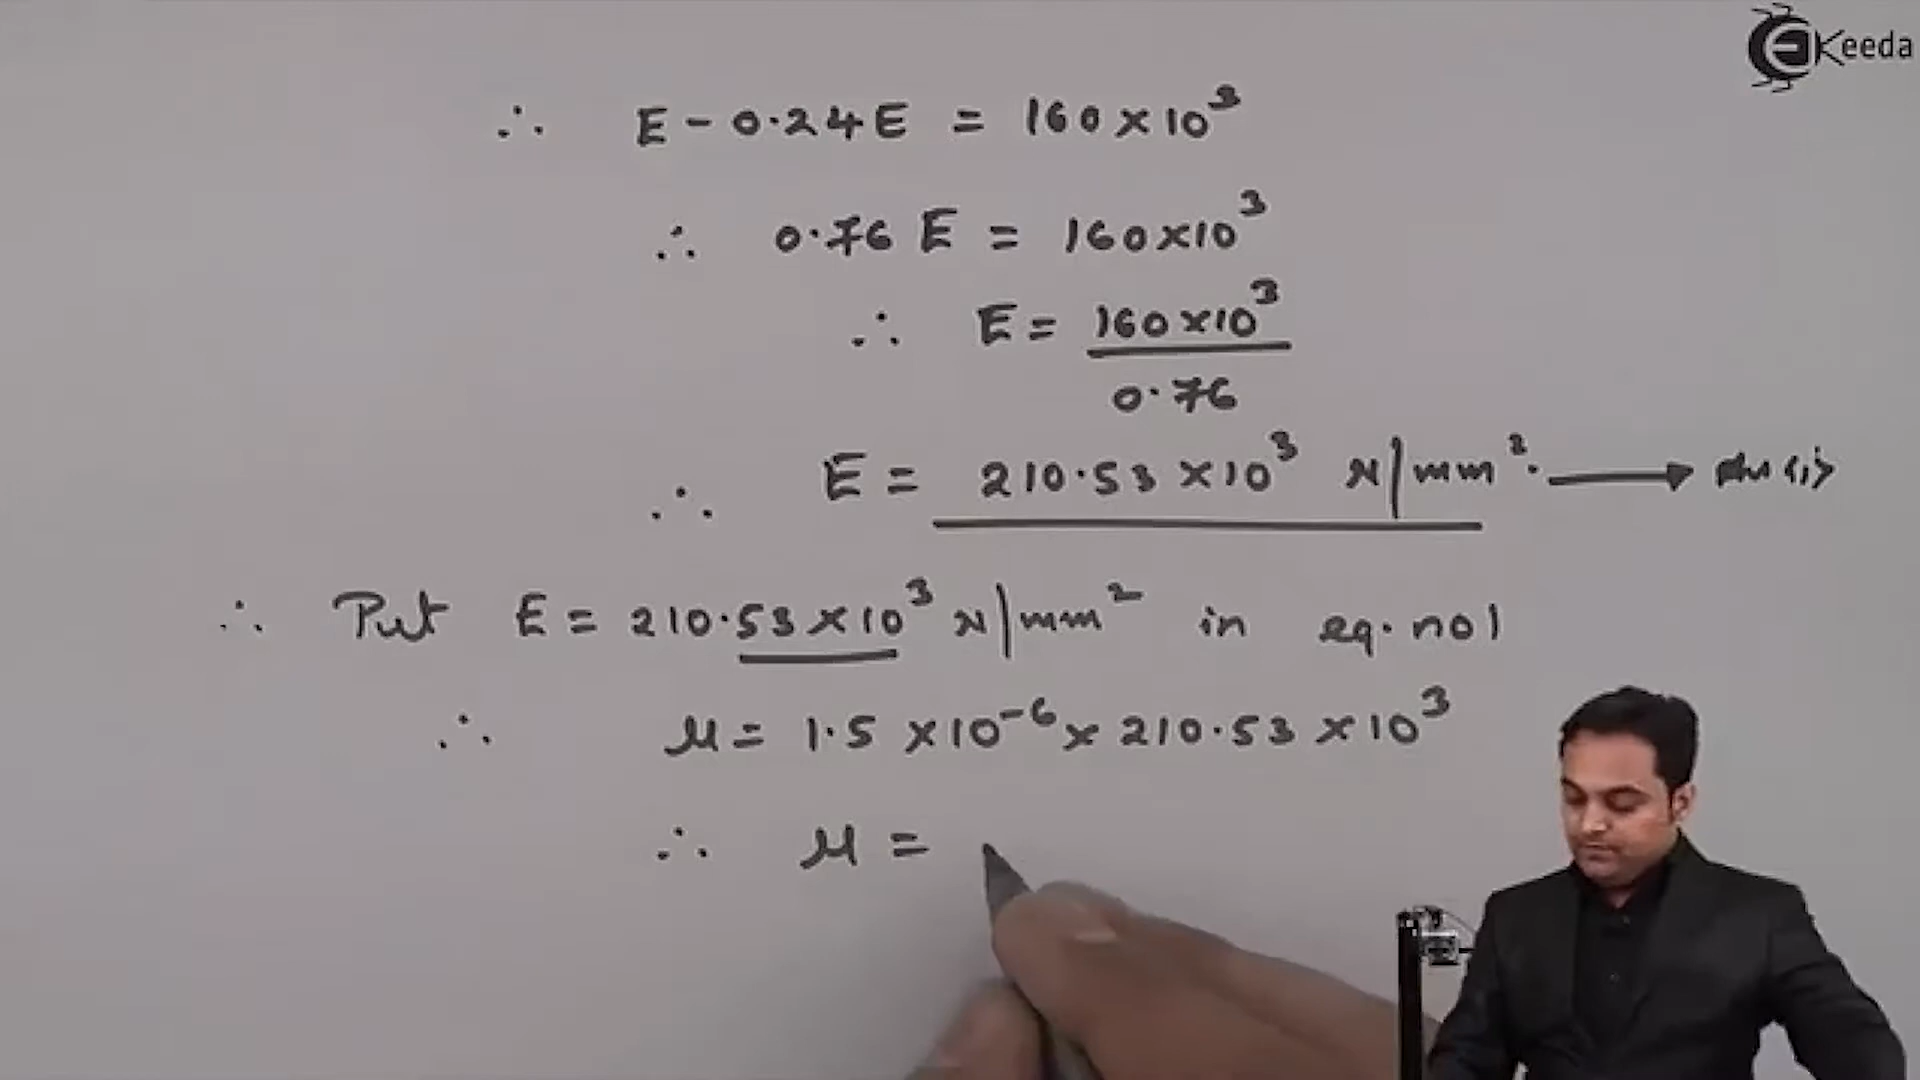 Keeda
∴ E - 0.24E = 160×10³
∴ 0.76 E = 160×10³
∴ E = 160×10³
0.76
∴ E = 210.53 ×10³ N/mm².
∴ Put E = 210.53×10³ N/mm² in eq. no 1
∴ μ = 1.5 ×10⁻⁶ × 210.53 ×10³
∴ μ =